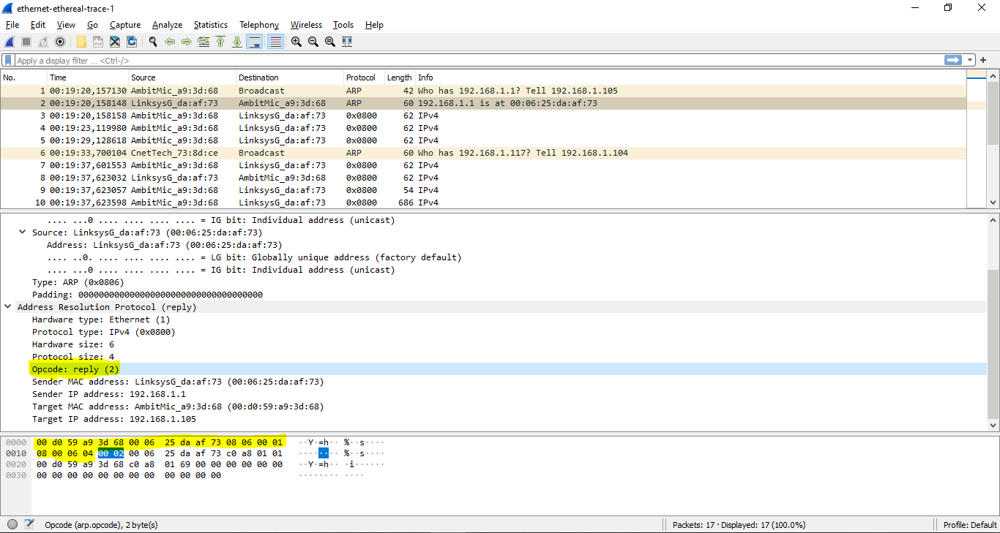 ethernet-ethereal-trace-1
File Edit View Go Capture Analyze Statistics Telephony Wireless Tools Help
Apply a display filter ... <Ctrl-/>
No. Time Source Destination Protocol Length Info
1 00:19:20,157130 AmbitMic_a9:3d:68 Broadcast ARP 42 Who has 192.168.1.1? Tell 192.168.1.105
2 00:19:20,158148 LinksysG_da:af:73 AmbitMic_a9:3d:68 ARP 60 192.168.1.1 is at 00:06:25:da:af:73
3 00:19:20,158158 AmbitMic_a9:3d:68 LinksysG_da:af:73 0x0800 62 IPv4
4 00:19:23,119980 AmbitMic_a9:3d:68 LinksysG_da:af:73 0x0800 62 IPv4
5 00:19:29,128618 AmbitMic_a9:3d:68 LinksysG_da:af:73 0x0800 62 IPv4
6 00:19:33,700104 CnetTech_73:8d:ce Broadcast ARP 60 Who has 192.168.1.117? Tell 192.168.1.104
7 00:19:37,601553 AmbitMic_a9:3d:68 LinksysG_da:af:73 0x0800 62 IPv4
8 00:19:37,623032 LinksysG_da:af:73 AmbitMic_a9:3d:68 0x0800 62 IPv4
9 00:19:37,623057 AmbitMic_a9:3d:68 LinksysG_da:af:73 0x0800 54 IPv4
10 00:19:37,623598 AmbitMic_a9:3d:68 LinksysG_da:af:73 0x0800 686 IPv4
.... ...0 .... .... .... .... = IG bit: Individual address (unicast)
Source: LinksysG_da:af:73 (00:06:25:da:af:73)
Address: LinksysG_da:af:73 (00:06:25:da:af:73)
.... ..0. .... .... .... .... = LG bit: Globally unique address (factory default)
.... ...0 .... .... .... .... = IG bit: Individual address (unicast)
Type: ARP (0x0806)
Padding: 000000000000000000000000000000000000
Address Resolution Protocol (reply)
Hardware type: Ethernet (1)
Protocol type: IPv4 (0x0800)
Hardware size: 6
Protocol size: 4
Opcode: reply (2)
Sender MAC address: LinksysG_da:af:73 (00:06:25:da:af:73)
Sender IP address: 192.168.1.1
Target MAC address: AmbitMic_a9:3d:68 (00:d0:59:a9:3d:68)
Target IP address: 192.168.1.105
0000 00 d0 59 a9 3d 68 00 06 25 da af 73 08 06 00 01 ··Y·=h·· %··s····
0010 08 00 06 04 00 02 00 06 25 da af 73 c0 a8 01 01 ········ %··s····
0020 00 d0 59 a9 3d 68 c0 a8 01 69 00 00 00 00 00 00 ··Y·=h·· ·i······
0030 00 00 00 00 00 00 00 00 00 00 00 00 ········ ····
Opcode (arp.opcode), 2 byte(s) Packets: 17 · Displayed: 17 (100.0%) Profile: Default